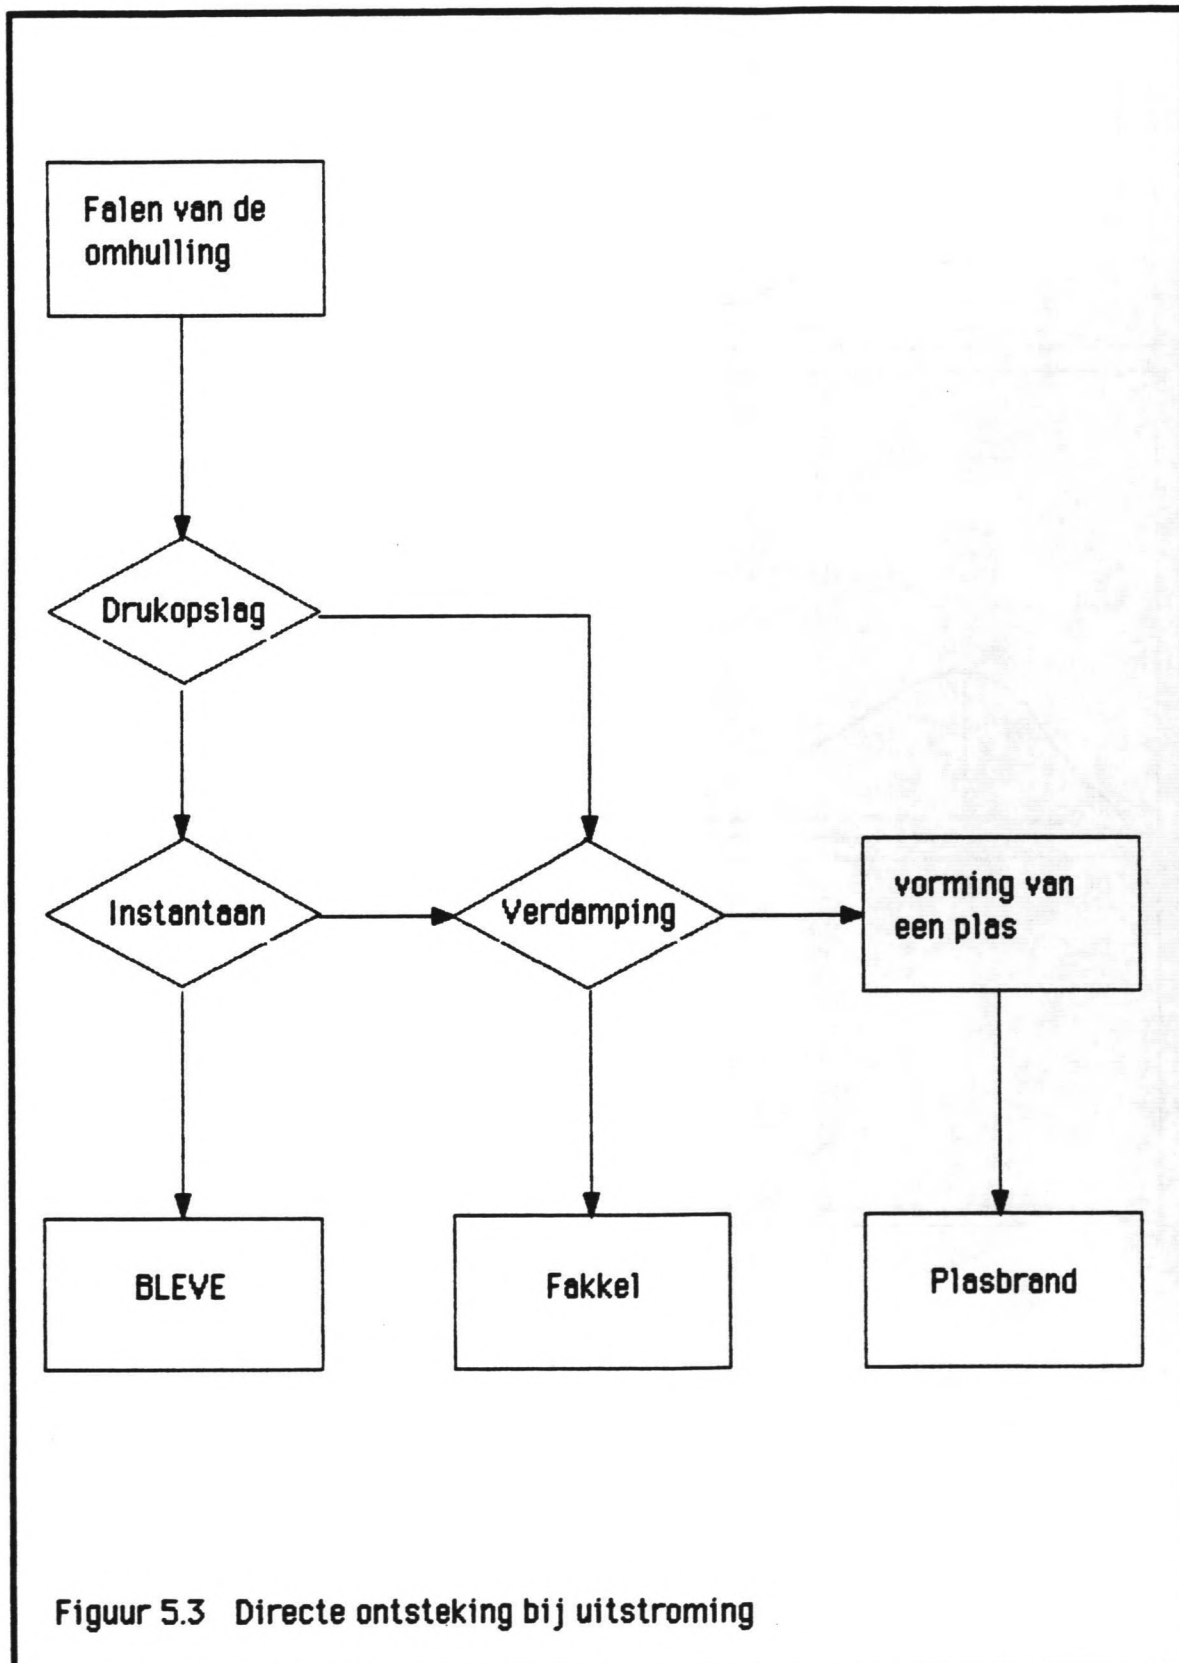 Falen van de
omhulling
Drukopslag
Instantaan
Verdamping
vorming van
een plas
BLEVE
Fakkel
Plasbrand
Figuur 5.3 Directe ontsteking bij uitstroming